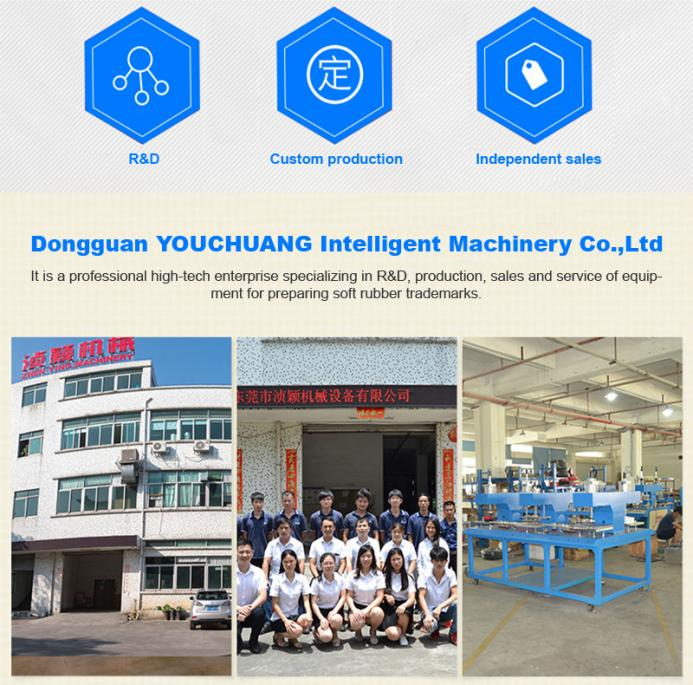 定
R&D
Custom production
Independent sales
Dongguan YOUCHUANG Intelligent Machinery Co.,Ltd
It is a professional high-tech enterprise specializing in R&D, production, sales and service of equip-
ment for preparing soft rubber trademarks.
浈颖机械
ZHEN YING MACHINERY
东莞市浈颖机械设备有限公司